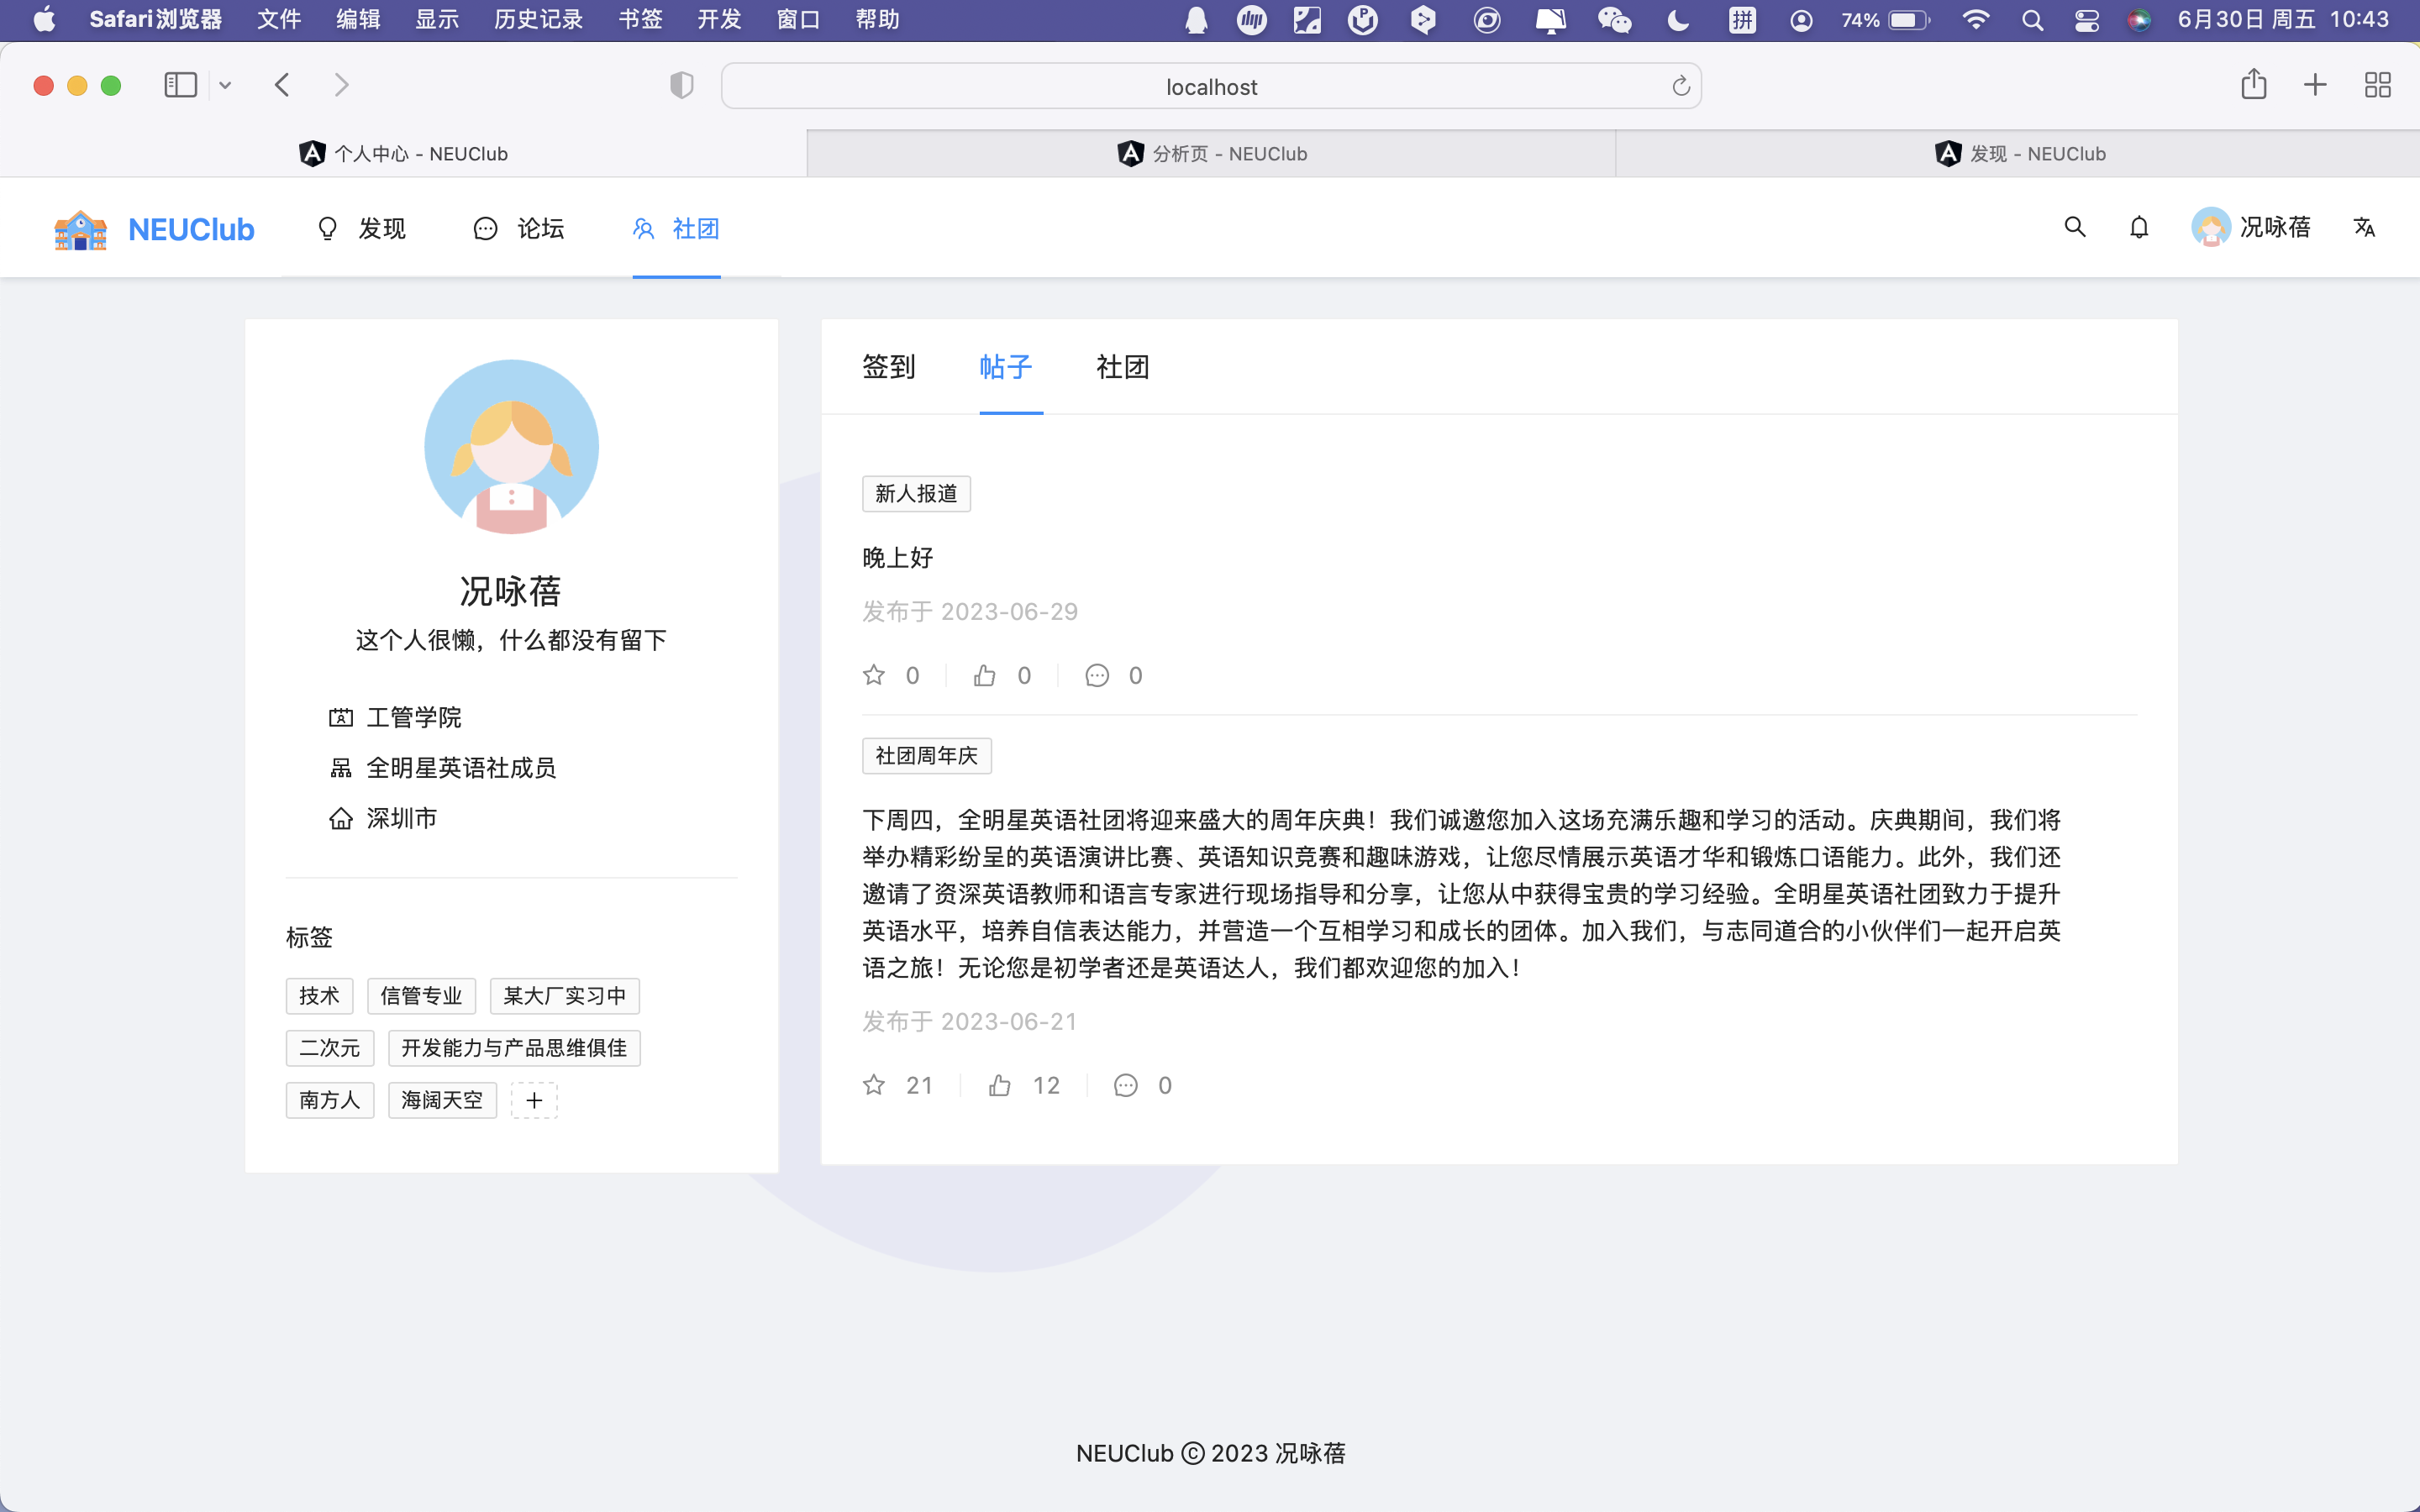 Safari浏览器 文件 编辑 显示 历史记录 书签 开发 窗口 帮助 拼 74% 6月30日 周五 10:43
localhost
个人中心 - NEUClub 分析页 - NEUClub 发现 - NEUClub
NEUClub 发现 论坛 社团 况咏蓓
况咏蓓
这个人很懒，什么都没有留下
工管学院
全明星英语社成员
深圳市
标签
技术 信管专业 某大厂实习中
二次元 开发能力与产品思维俱佳
南方人 海阔天空 +
签到 帖子 社团
新人报道
晚上好
发布于 2023-06-29
0 0 0
社团周年庆
下周四，全明星英语社团将迎来盛大的周年庆典！我们诚邀您加入这场充满乐趣和学习的活动。庆典期间，我们将
举办精彩纷呈的英语演讲比赛、英语知识竞赛和趣味游戏，让您尽情展示英语才华和锻炼口语能力。此外，我们还
邀请了资深英语教师和语言专家进行现场指导和分享，让您从中获得宝贵的学习经验。全明星英语社团致力于提升
英语水平，培养自信表达能力，并营造一个互相学习和成长的团体。加入我们，与志同道合的小伙伴们一起开启英
语之旅！无论您是初学者还是英语达人，我们都欢迎您的加入！
发布于 2023-06-21
21 12 0
NEUClub © 2023 况咏蓓